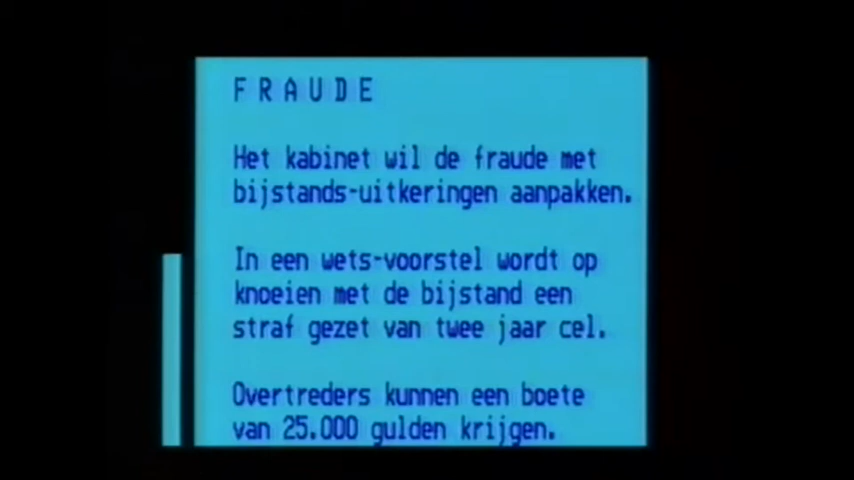 FRAUDE
Het kabinet wil de fraude met
bijstands-uitkeringen aanpakken.
In een wets-voorstel wordt op
knoeien met de bijstand een
straf gezet van twee jaar cel.
Overtreders kunnen een boete
van 25.000 gulden krijgen.